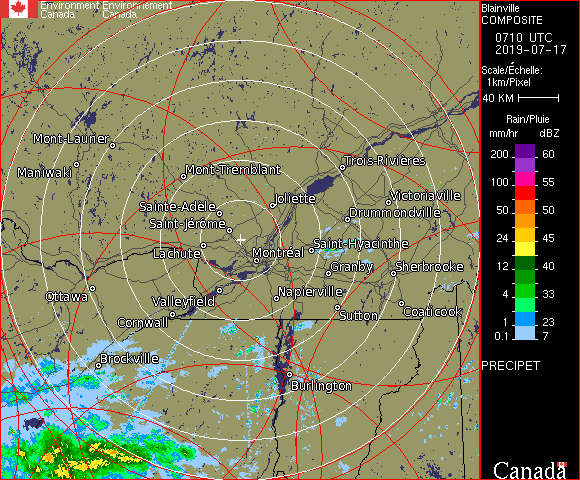 Environment Environnement
Canada Canada
Mont-Laurier
Maniwaki
Mont-Tremblant
Trois-Rivières
Joliette
Victoriaville
Sainte-Adèle
Drummondville
Saint-Jérôme
Saint-Hyacinthe
Lachute
Montréal
Granby
Sherbrooke
Ottawa
Valleyfield
Napierville
Cornwall
Sutton
Coaticook
Brockville
Burlington
Blainville
COMPOSITE
0710 UTC
2019-07-17
Scale/Échelle:
1km/Pixel
40 KM
Rain/Pluie
mm/hr dBZ
200 60
100 55
50 50
24 45
12 40
4 33
1 23
0.1 7
PRECIPET
Canada